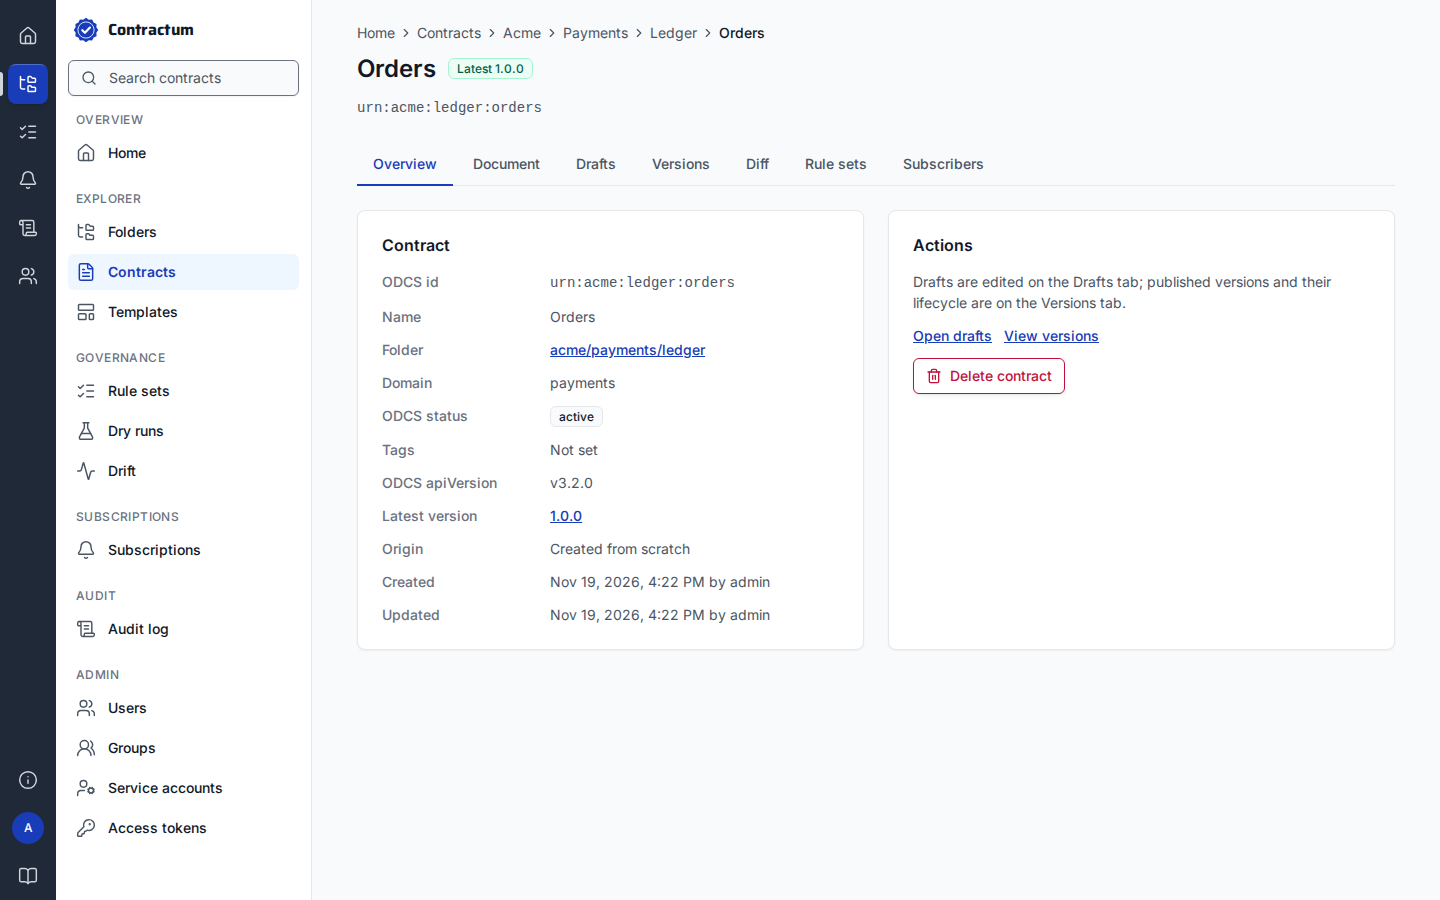 Contractum
Search contracts
OVERVIEW
Home
EXPLORER
Folders
Contracts
Templates
GOVERNANCE
Rule sets
Dry runs
Drift
SUBSCRIPTIONS
Subscriptions
AUDIT
Audit log
ADMIN
Users
Groups
Service accounts
Access tokens
A
Home > Contracts > Acme > Payments > Ledger > Orders
Orders Latest 1.0.0
urn:acme:ledger:orders
Overview Document Drafts Versions Diff Rule sets Subscribers
Contract
ODCS id urn:acme:ledger:orders
Name Orders
Folder acme/payments/ledger
Domain payments
ODCS status active
Tags Not set
ODCS apiVersion v3.2.0
Latest version 1.0.0
Origin Created from scratch
Created Nov 19, 2026, 4:22 PM by admin
Updated Nov 19, 2026, 4:22 PM by admin
Actions
Drafts are edited on the Drafts tab; published versions and their
lifecycle are on the Versions tab.
Open drafts View versions
Delete contract